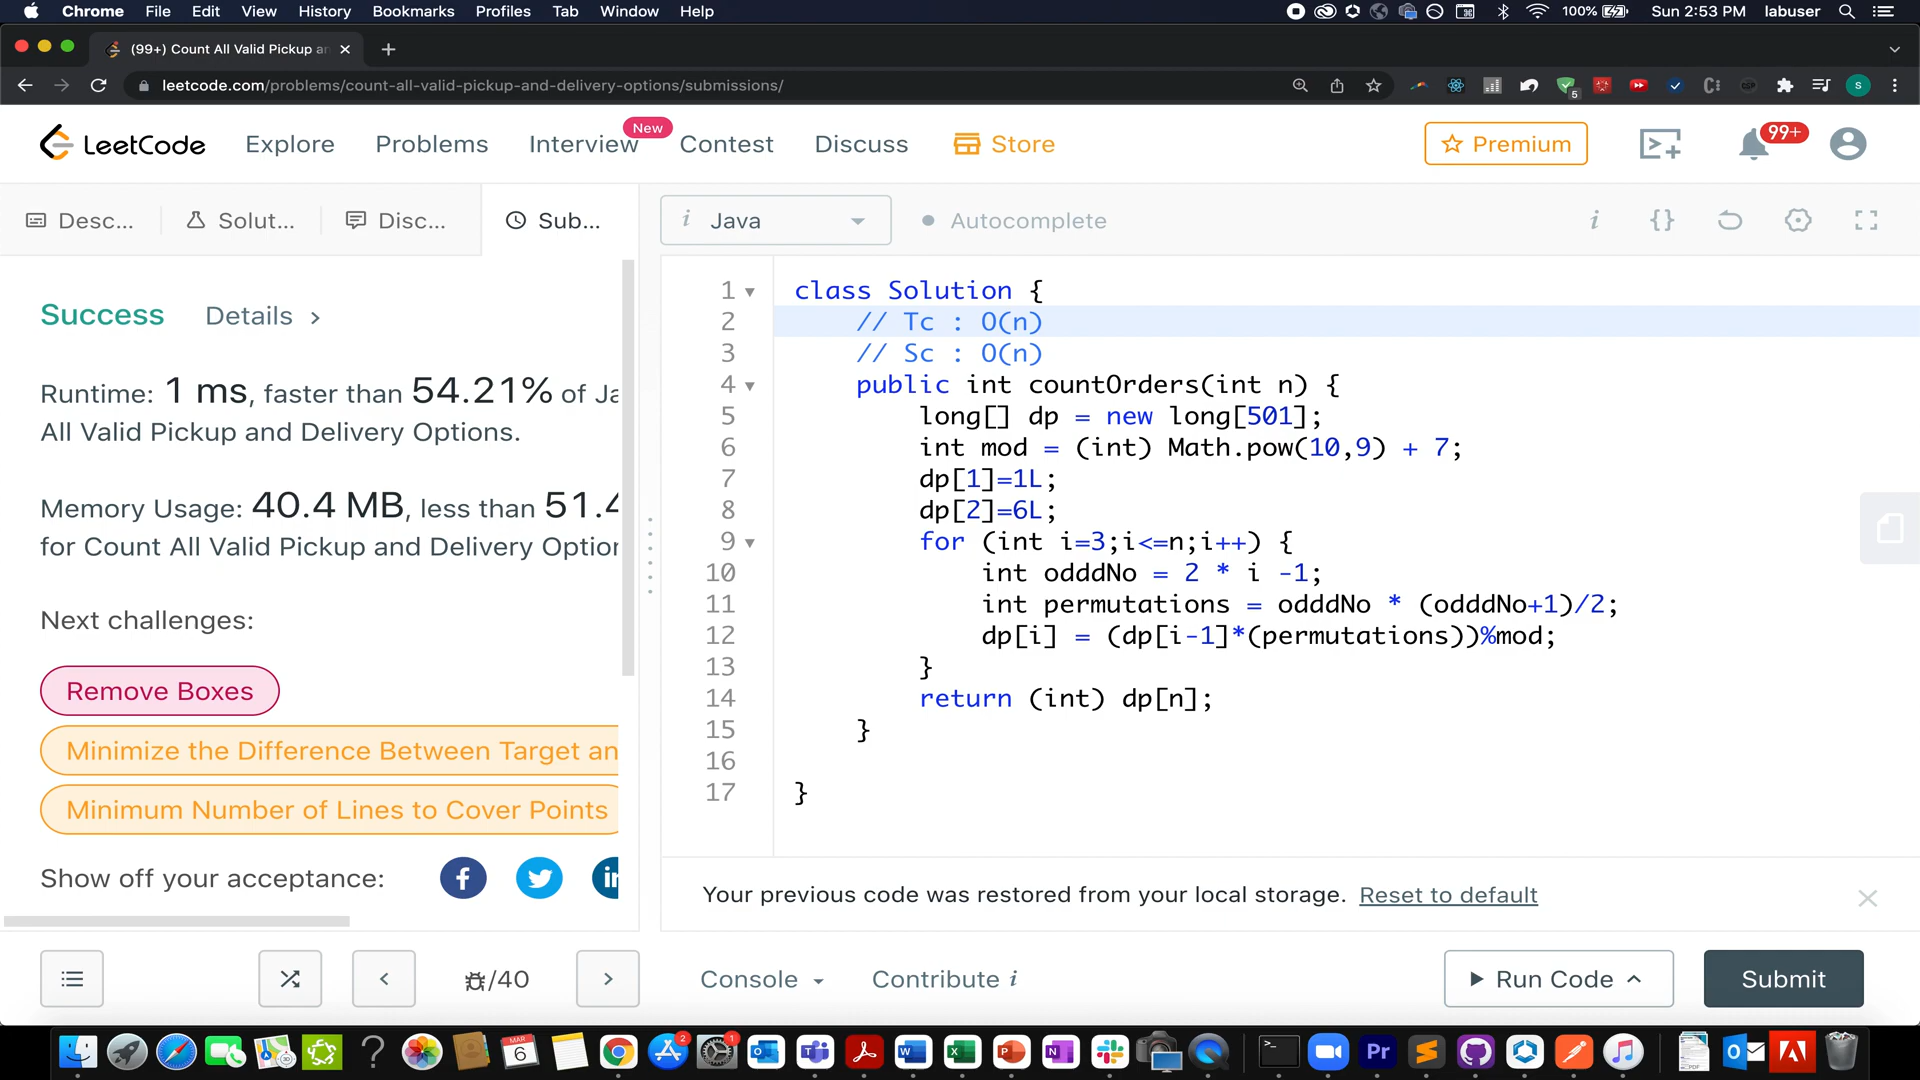 Chrome File Edit View History Bookmarks Profiles Tab Window Help 100% Sun 2:53 PM labuser
(99+) Count All Valid Pickup an
leetcode.com/problems/count-all-valid-pickup-and-delivery-options/submissions/
5
S
LeetCode Explore Problems Interview New Contest Discuss Store Premium 99+
Desc... Solut... Disc... Sub... i Java Autocomplete i {}
Success Details >
Runtime: 1 ms, faster than 54.21% of Ja
All Valid Pickup and Delivery Options.
Memory Usage: 40.4 MB, less than 51.4
for Count All Valid Pickup and Delivery Option
Next challenges:
Remove Boxes
Minimize the Difference Between Target an
Minimum Number of Lines to Cover Points
Show off your acceptance: f in
1 class Solution {
2 // Tc : O(n)
3 // Sc : O(n)
4 public int countOrders(int n) {
5 long[] dp = new long[501];
6 int mod = (int) Math.pow(10,9) + 7;
7 dp[1]=1L;
8 dp[2]=6L;
9 for (int i=3;i<=n;i++) {
10 int odddNo = 2 * i -1;
11 int permutations = odddNo * (odddNo+1)/2;
12 dp[i] = (dp[i-1]*(permutations))%mod;
13 }
14 return (int) dp[n];
15 }
16
17 }
Your previous code was restored from your local storage. Reset to default
/40 Console Contribute i Run Code Submit
MAR 6 2 1 Pr